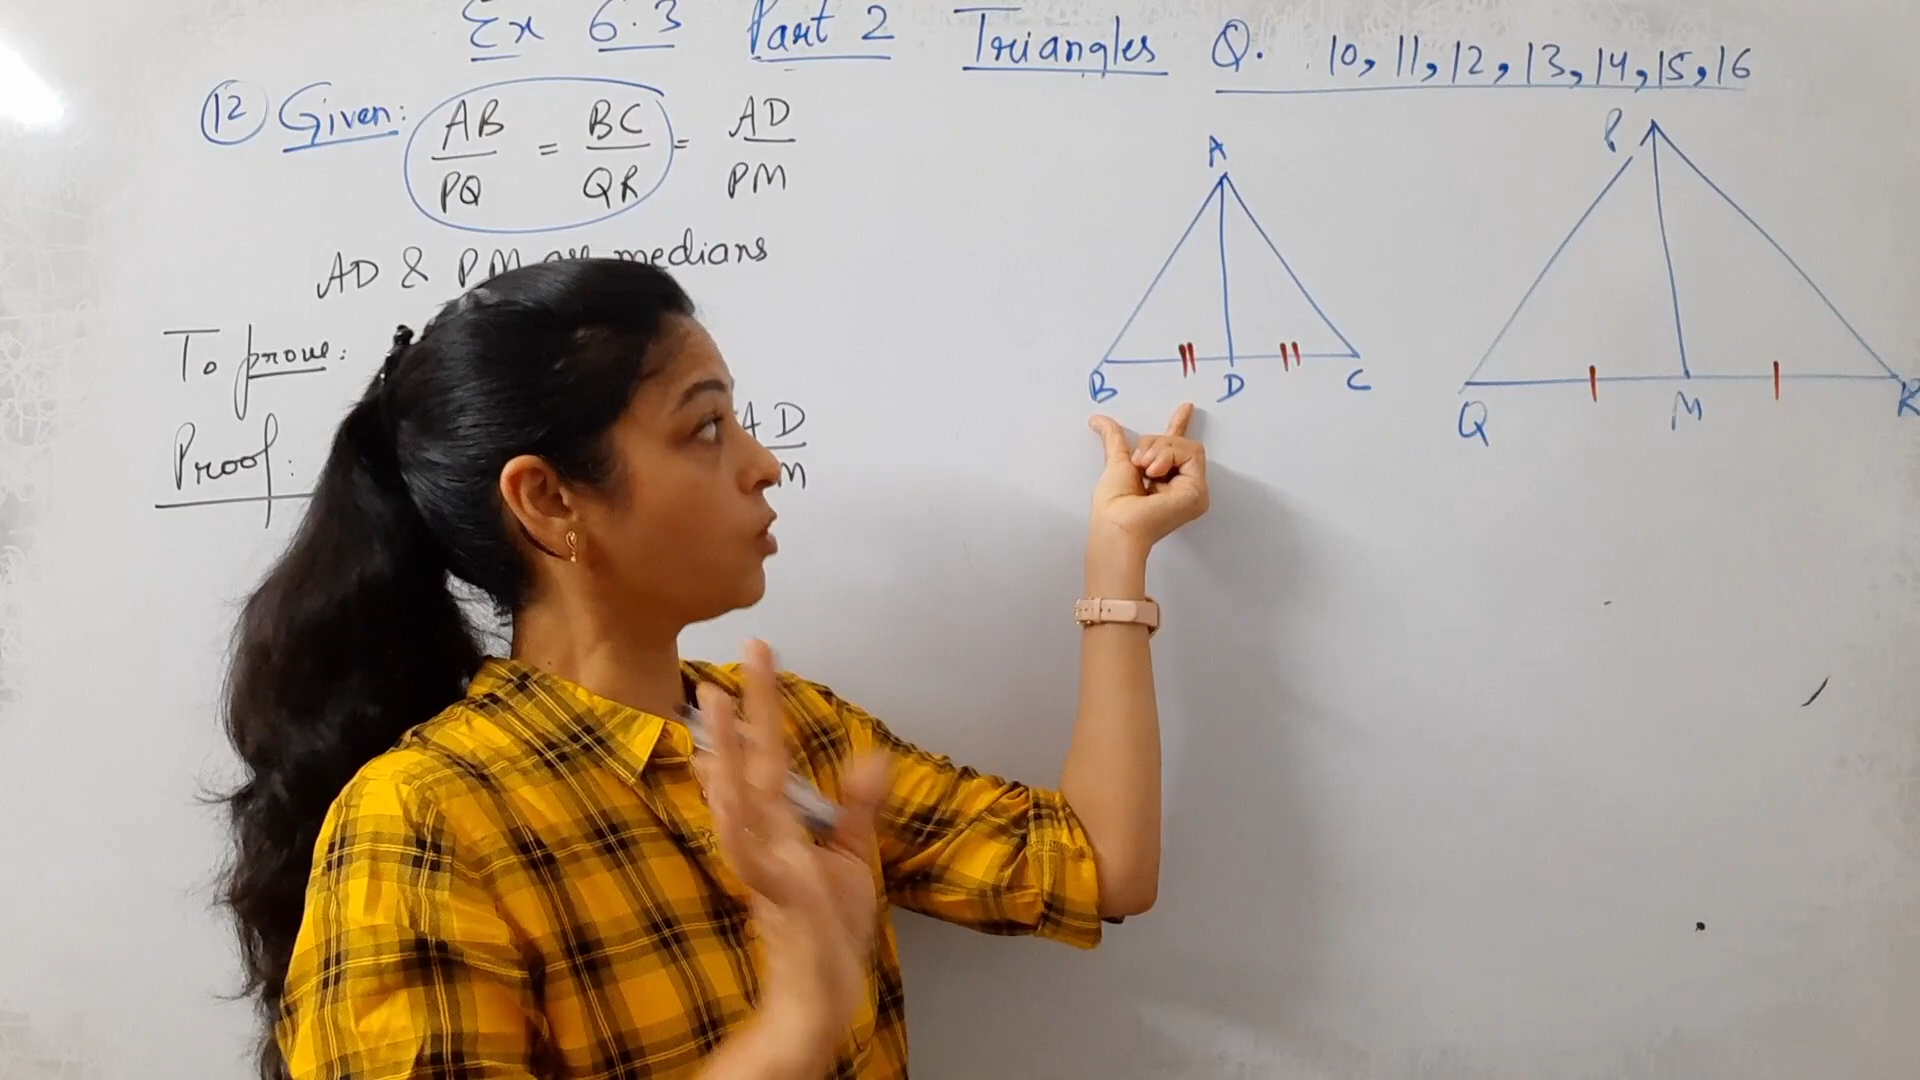 Ex 6.3 Part 2 Triangles Q. 10, 11, 12, 13, 14, 15, 16
12 Given: AB/PQ = BC/QR = AD/PM
AD & PM are medians
To prove:
Proof: AD
M
A
B D C
P
Q M R